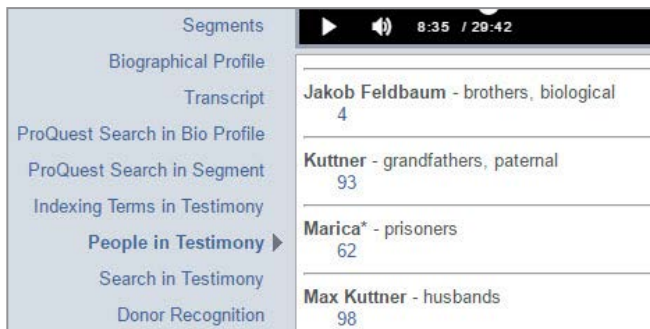 Segments
Biographical Profile
Transcript
ProQuest Search in Bio Profile
ProQuest Search in Segment
Indexing Terms in Testimony
People in Testimony
Search in Testimony
Donor Recognition
8:35 / 29:42
Jakob Feldbaum - brothers, biological
4
Kuttner - grandfathers, paternal
93
Marica* - prisoners
62
Max Kuttner - husbands
98